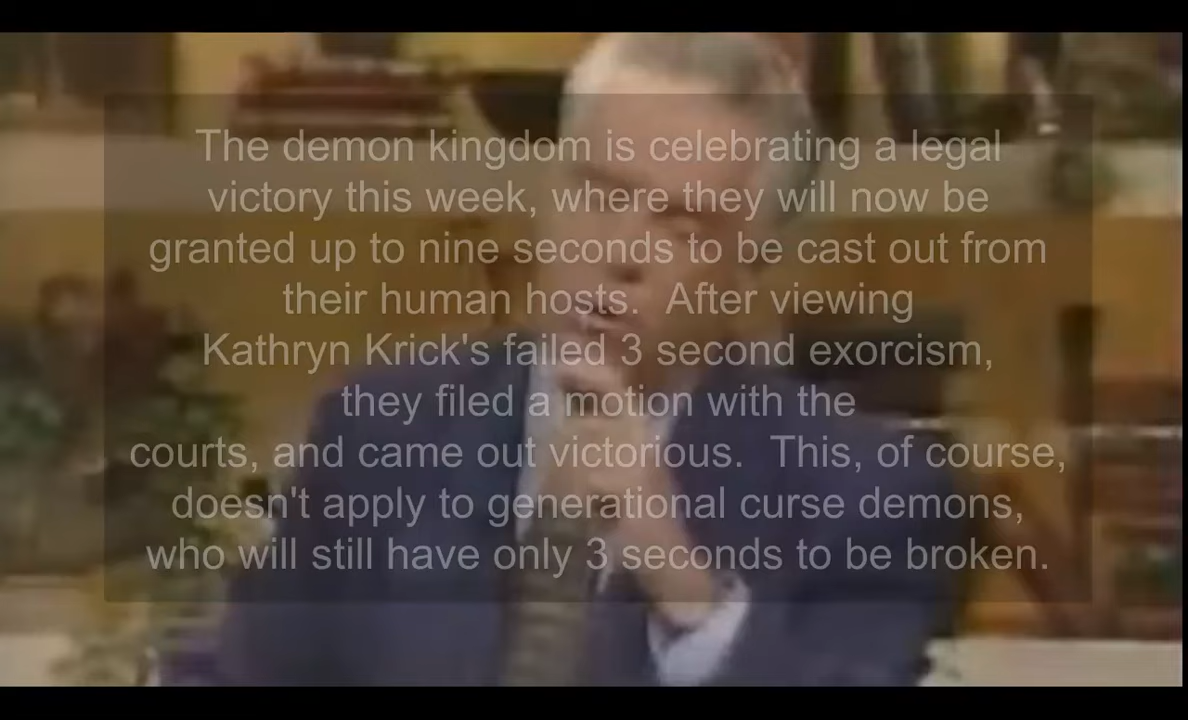 The demon kingdom is celebrating a legal
victory this week, where they will now be
granted up to nine seconds to be cast out from
their human hosts.  After viewing
Kathryn Krick's failed 3 second exorcism,
they filed a motion with the
courts, and came out victorious.  This, of course,
doesn't apply to generational curse demons,
who will still have only 3 seconds to be broken.